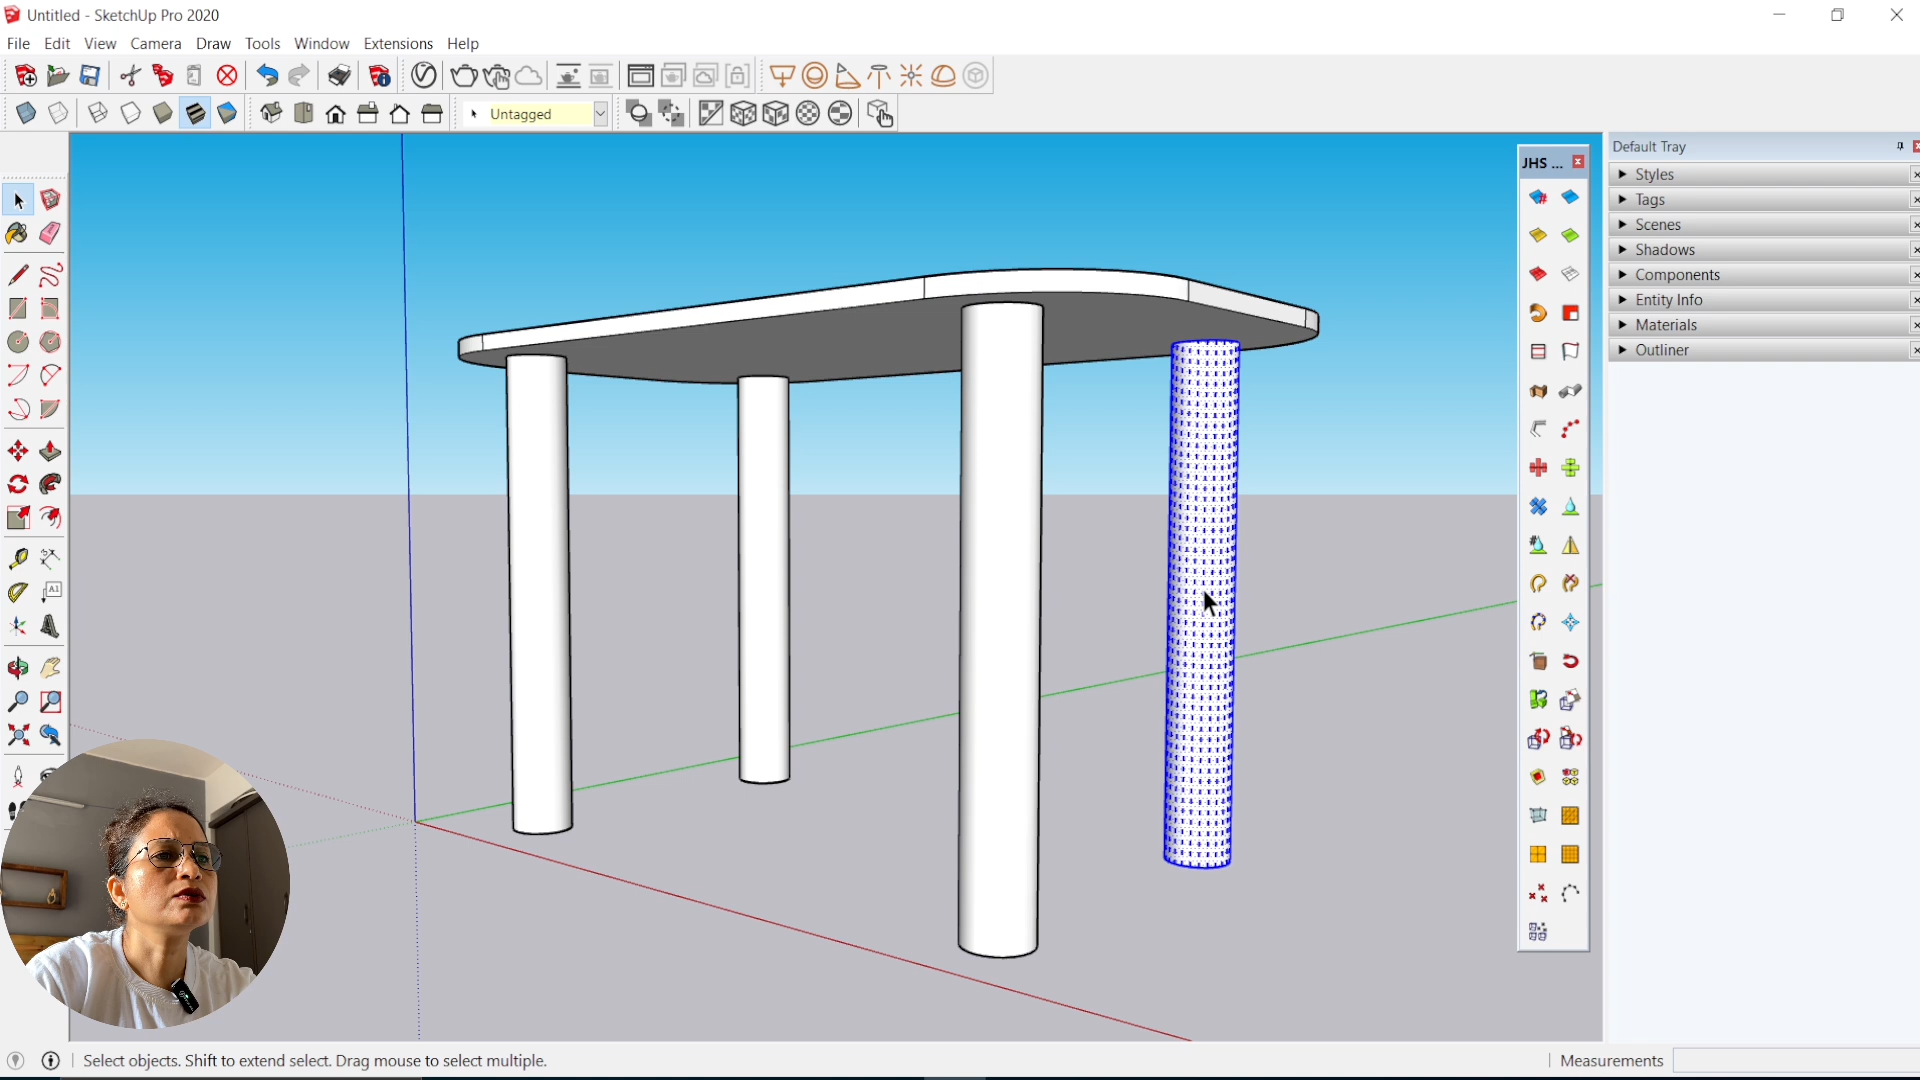 Untitled - SketchUp Pro 2020
File Edit View Camera Draw Tools Window Extensions Help
Untagged
JHS ...
Default Tray
Styles
Tags
Scenes
Shadows
Components
Entity Info
Materials
Outliner
A1
Select objects. Shift to extend select. Drag mouse to select multiple.
Measurements